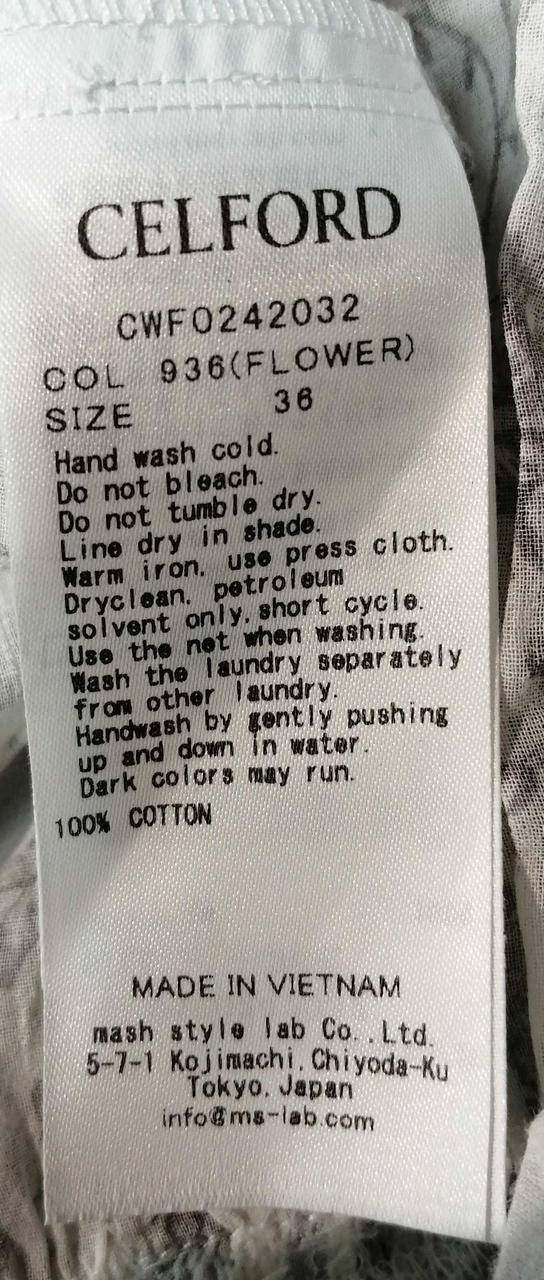 CELFORD
CWF0242032
COL 936(FLOWER)
SIZE 36
Hand wash cold.
Do not bleach.
Do not tumble dry.
Line dry in shade.
Warm iron, use press cloth.
Dryclean, petroleum
solvent only, short cycle.
Use the net when washing.
Wash the laundry separately
from other laundry.
Handwash by gently pushing
up and down in water.
Dark colors may run.
100% COTTON
MADE IN VIETNAM
mash style lab Co.,Ltd.
5-7-1 Kojimachi, Chiyoda-Ku
Tokyo, Japan
info@ms-lab.com